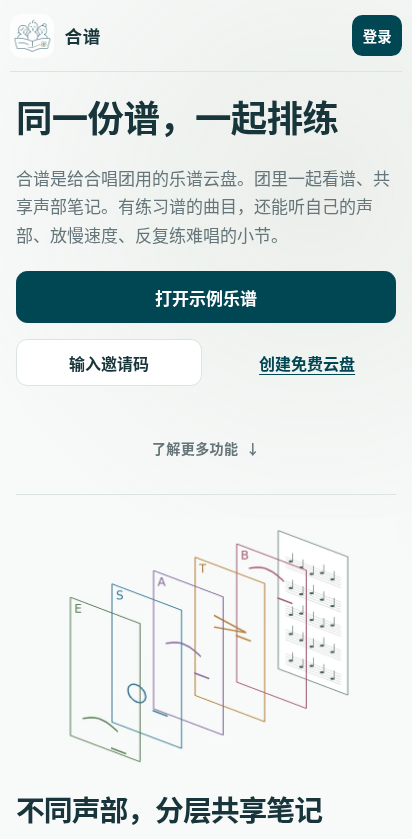 合谱
登录
同一份谱，一起排练
合谱是给合唱团用的乐谱云盘。团里一起看谱、共
享声部笔记。有练习谱的曲目，还能听自己的声
部、放慢速度、反复练难唱的小节。
打开示例乐谱
输入邀请码
创建免费云盘
了解更多功能 ↓
B
T
A
S
E
不同声部，分层共享笔记